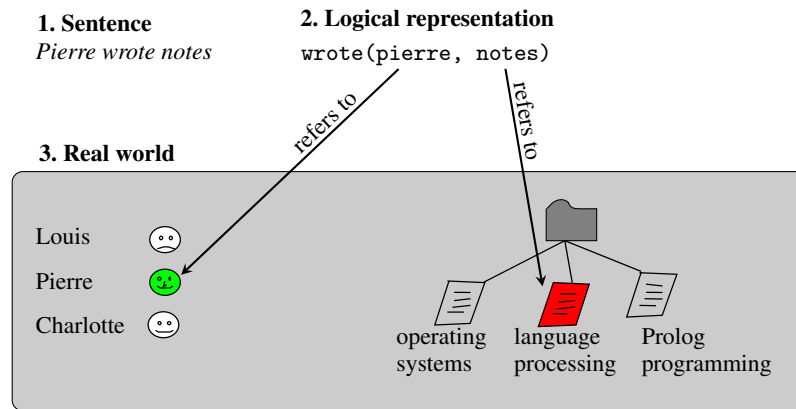 1. Sentence
Pierre wrote notes
2. Logical representation
wrote(pierre, notes)
refers to
refers to
3. Real world
Louis
Pierre
Charlotte
operating
systems
language
processing
Prolog
programming